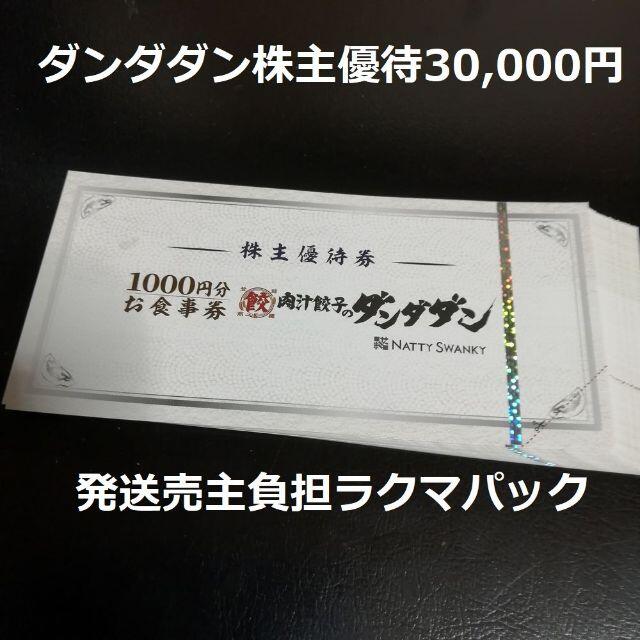 ダンダダン株主優待30,000円
株主優待券
1000円分
お食事券
餃
肉汁餃子のダンダダン
NATTY SWANKY
発送売主負担ラクマパック